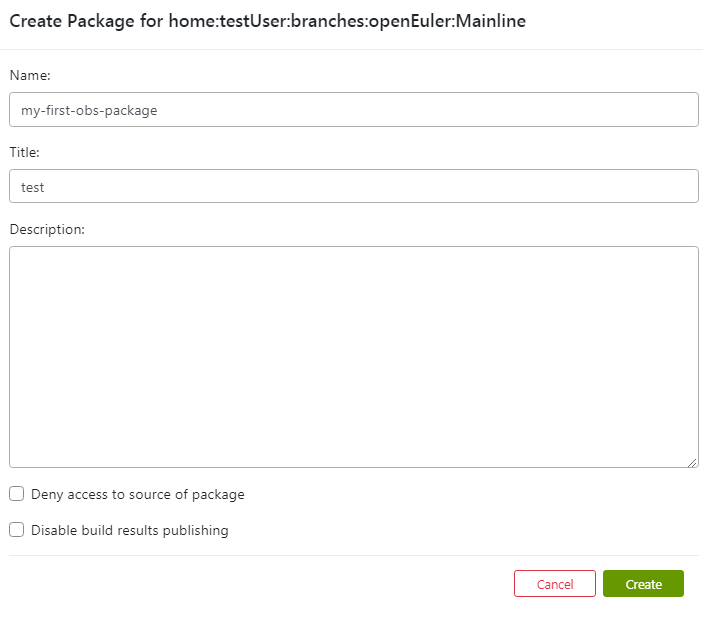 Create Package for home:testUser:branches:openEuler:Mainline
Name:
my-first-obs-package
Title:
test
Description:
Deny access to source of package
Disable build results publishing
Cancel Create